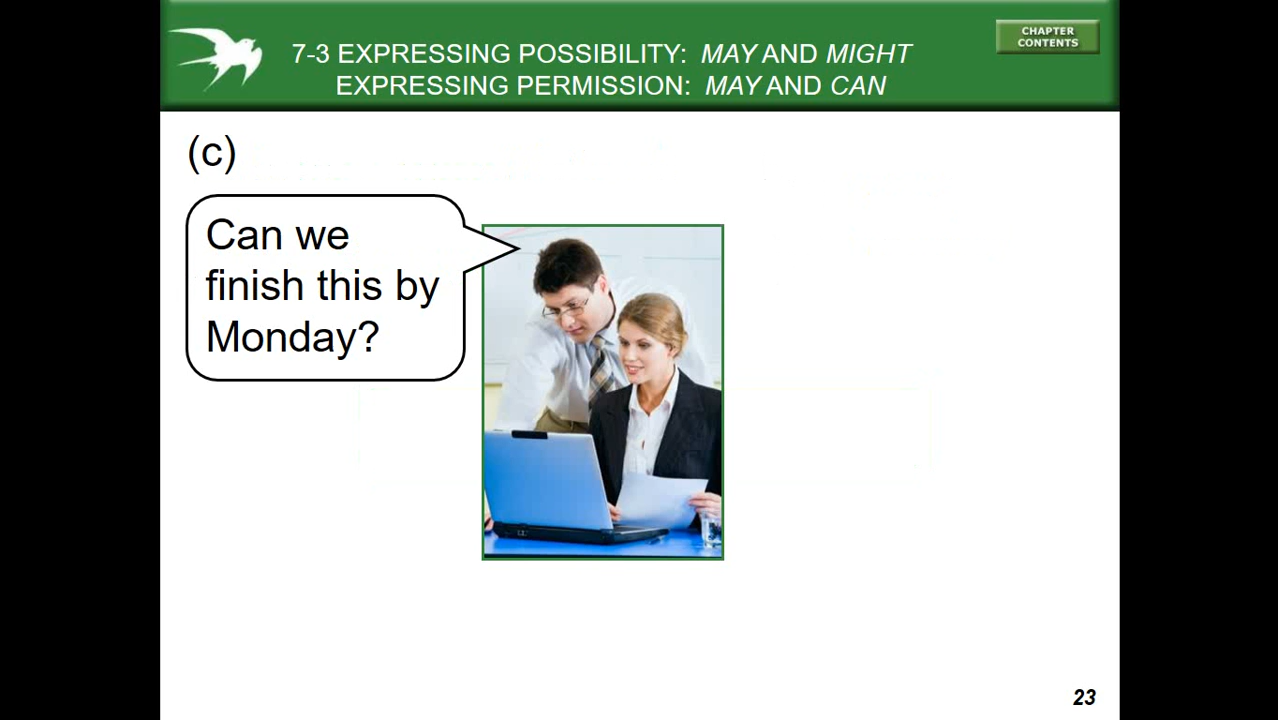 7-3 EXPRESSING POSSIBILITY: MAY AND MIGHT
EXPRESSING PERMISSION: MAY AND CAN
CHAPTER
CONTENTS
(c)
Can we
finish this by
Monday?
23